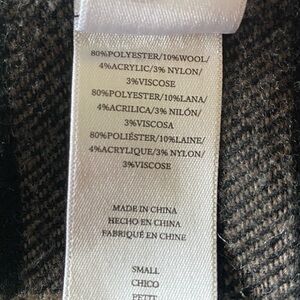 80%POLYESTER/10%WOOL/
4%ACRYLIC/3% NYLON/
3%VISCOSE
80%POLYESTER/10%LANA/
4%ACRILICA/3% NILÓN/
3%VISCOSA
80%POLIÉSTER/10%LAINE/
4%ACRYLIQUE/3% NYLON/
3%VISCOSE
MADE IN CHINA
HECHO EN CHINA
FABRIQUÉ EN CHINE
SMALL
CHICO
PETIT